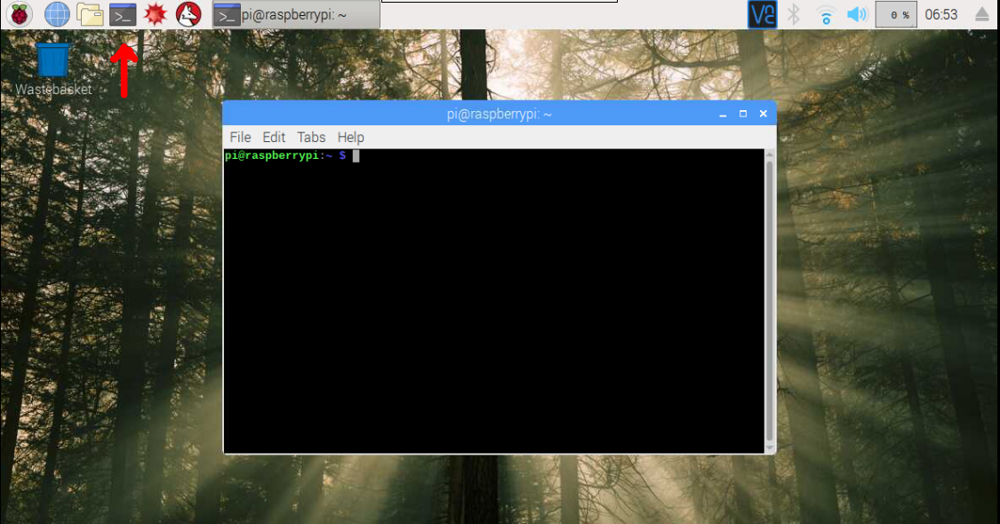 pi@raspberrypi: ~
0 %
06:53
Wastebasket
pi@raspberrypi: ~
File Edit Tabs Help
pi@raspberrypi:~ $